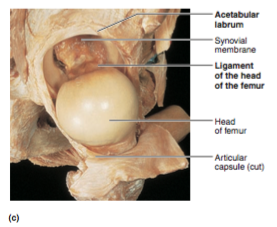 Acetabular
labrum
Synovial
membrane
Ligament
of the head
of the femur
Head
of femur
Articular
capsule (cut)
(c)